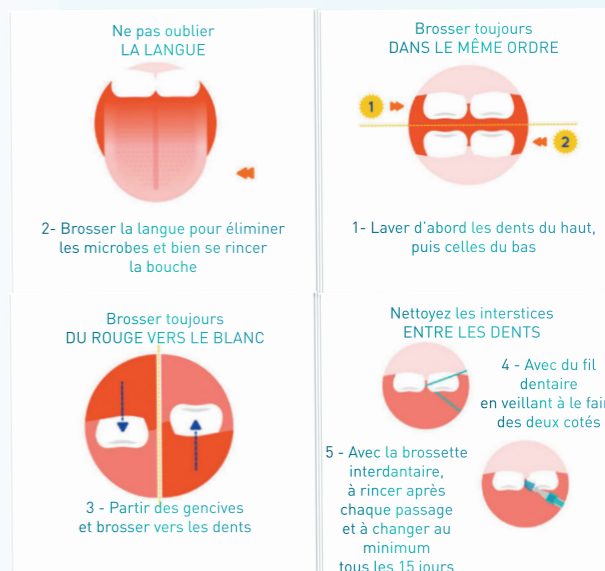 Ne pas oublier
LA LANGUE
2- Brosser la langue pour éliminer
les microbes et bien se rincer
la bouche
Brosser toujours
DANS LE MÊME ORDRE
1
2
1- Laver d'abord les dents du haut,
puis celles du bas
Brosser toujours
DU ROUGE VERS LE BLANC
3 - Partir des gencives
et brosser vers les dents
Nettoyez les interstices
ENTRE LES DENTS
4 - Avec du fil
dentaire
en veillant à le fair
des deux cotés
5 - Avec la brossette
interdantaire,
à rincer après
chaque passage
et à changer au
minimum
tous les 15 jours